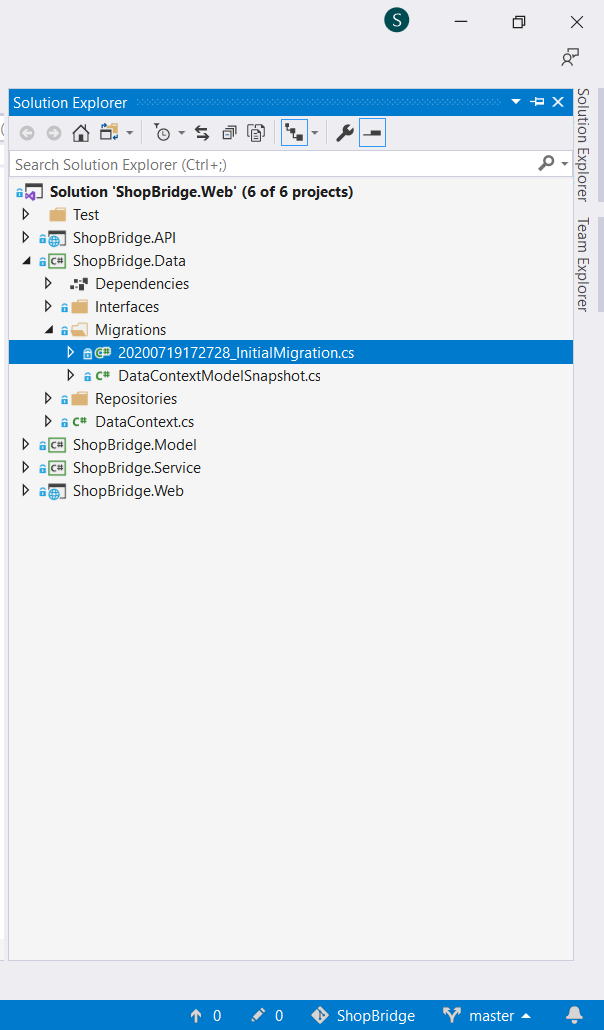 S
Solution Explorer
Search Solution Explorer (Ctrl+;)
Solution 'ShopBridge.Web' (6 of 6 projects)
Test
ShopBridge.API
C# ShopBridge.Data
Dependencies
Interfaces
Migrations
C# 20200719172728_InitialMigration.cs
C# DataContextModelSnapshot.cs
Repositories
C# DataContext.cs
C# ShopBridge.Model
C# ShopBridge.Service
ShopBridge.Web
Solution Explorer
Team Explorer
0 0 ShopBridge master